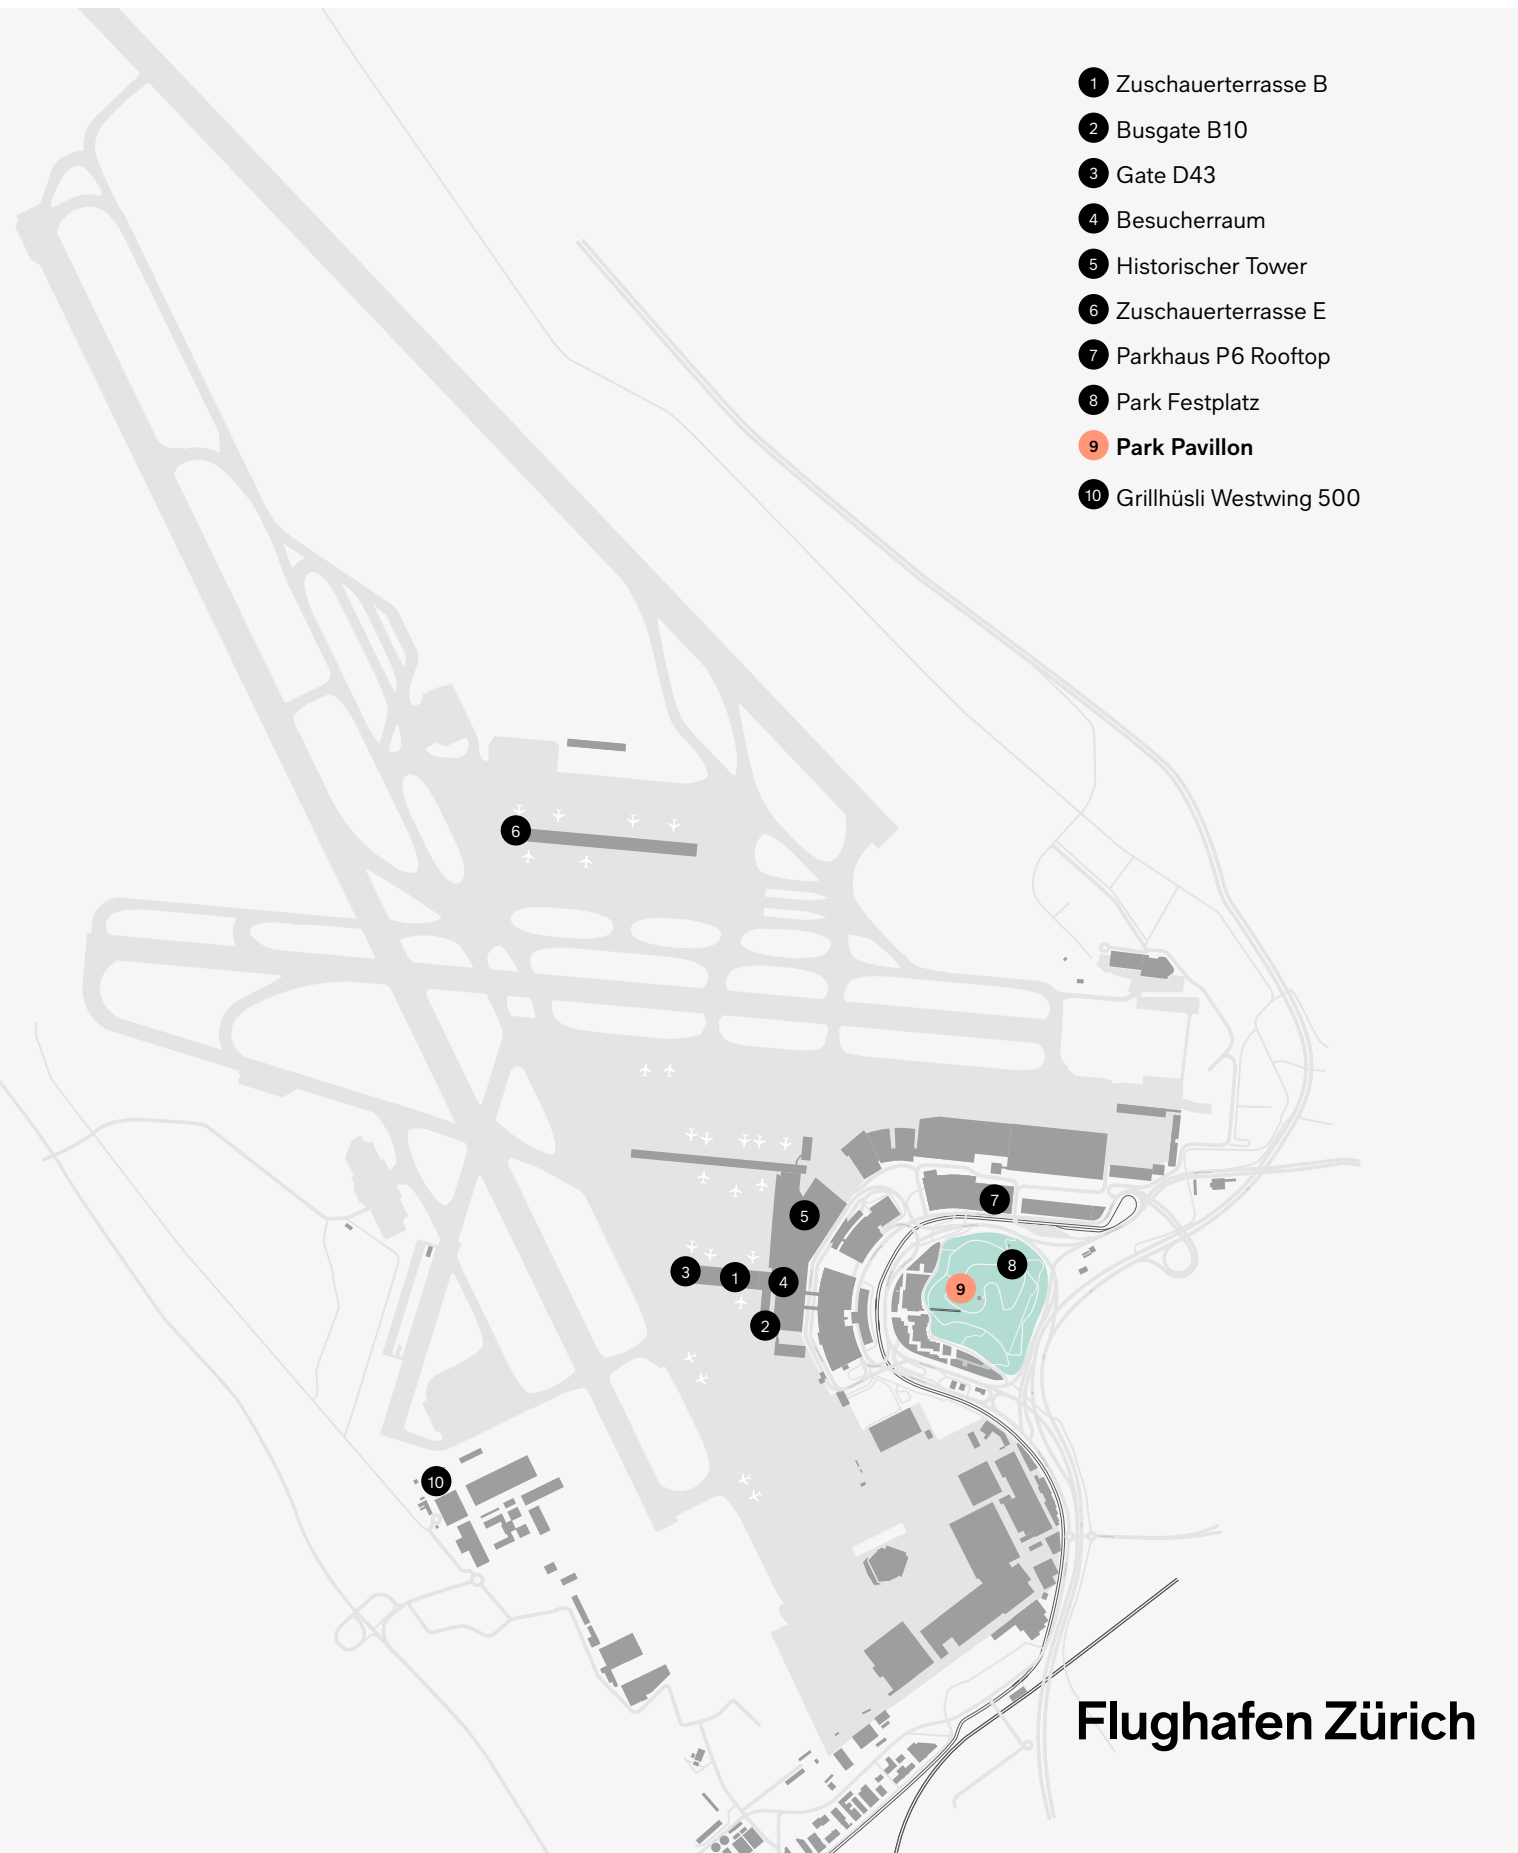 1 Zuschauerterrasse B
2 Busgate B10
3 Gate D43
4 Besucherraum
5 Historischer Tower
6 Zuschauerterrasse E
7 Parkhaus P6 Rooftop
8 Park Festplatz
9 Park Pavillon
10 Grillhüsli Westwing 500
6
7
5
8
3
1
4
9
2
10
Flughafen Zürich